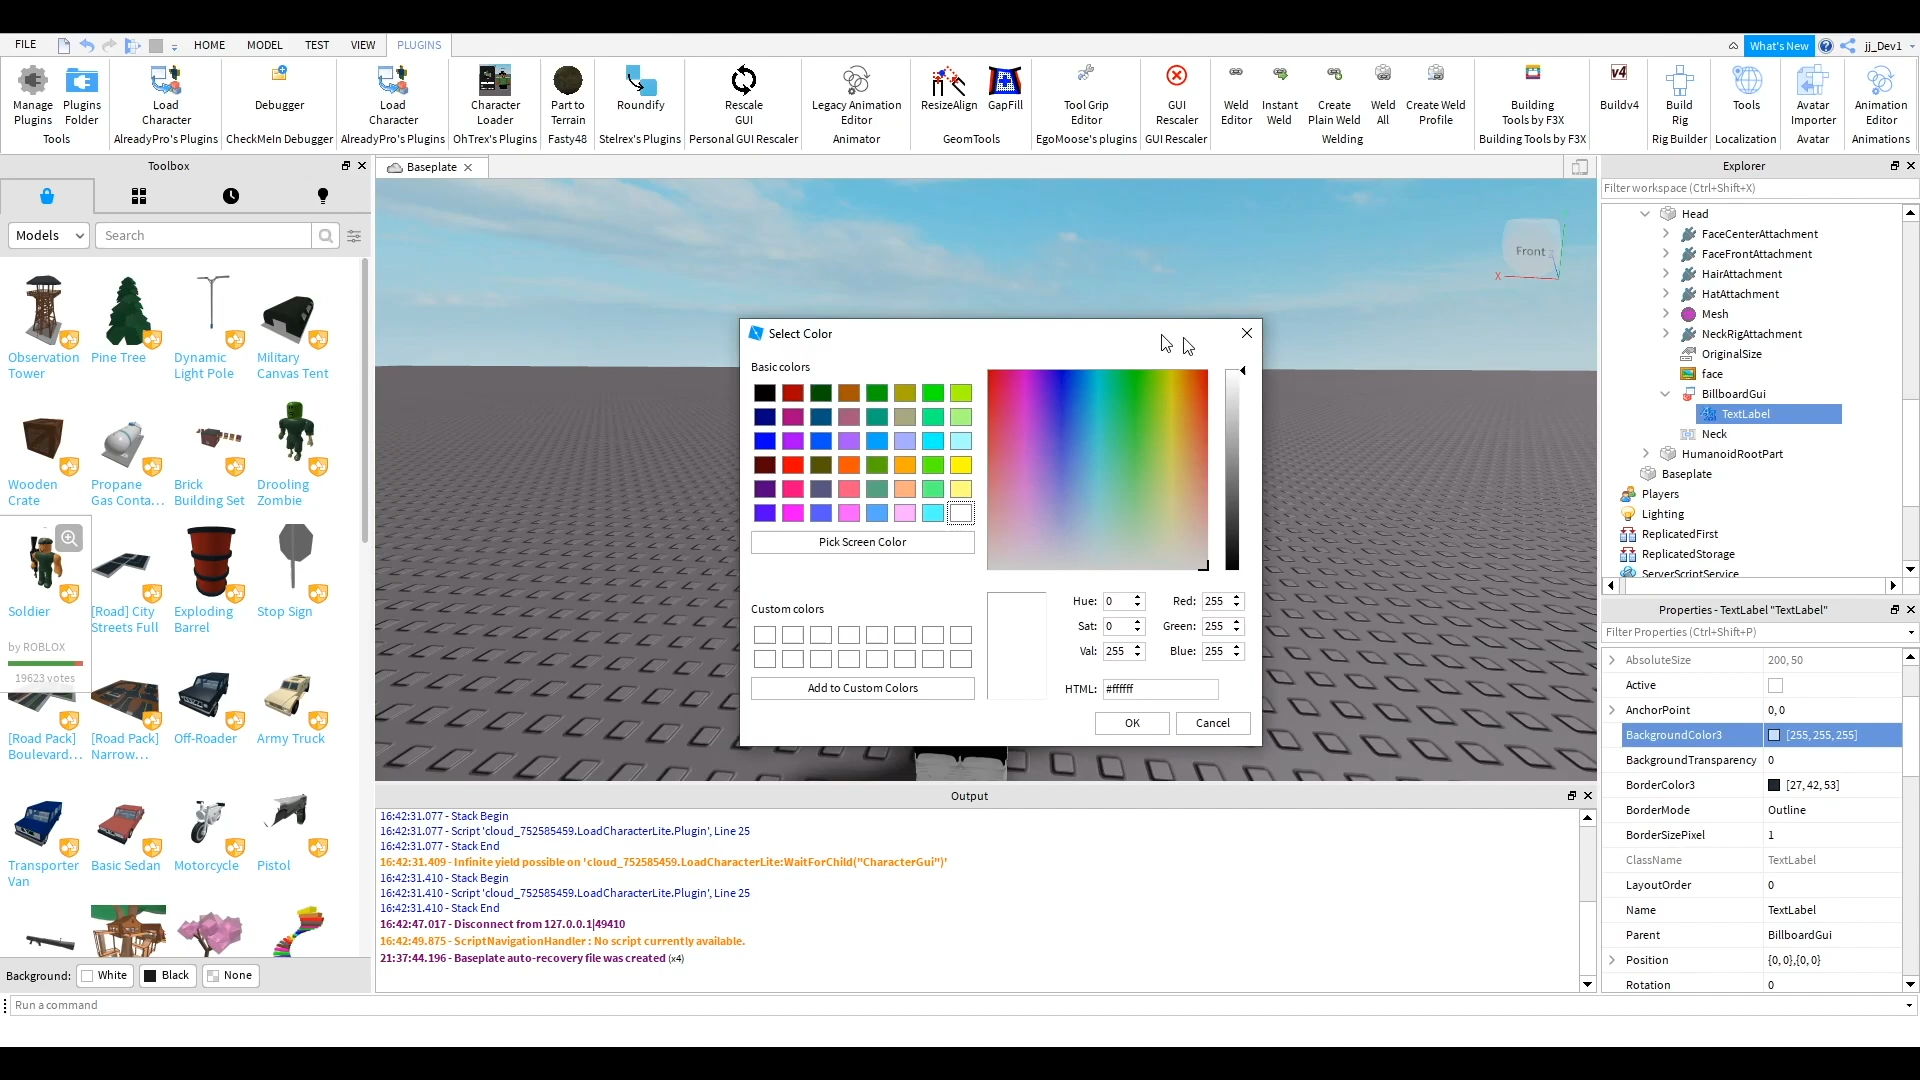 FILE
HOME
MODEL
TEST
VIEW
PLUGINS
What's New
jj_Dev1
Manage Plugins
Plugins Folder
Load Character
Debugger
Load Character
Character Loader
Part to Terrain
Roundify
Rescale GUI
Legacy Animation Editor
ResizeAlign
GapFill
Tool Grip Editor
GUI Rescaler
Weld Editor
Instant Weld
Create Plain Weld
Weld All
Create Weld Profile
Building Tools by F3X
v4
Buildv4
Build Rig
Tools
Avatar Importer
Animation Editor
Tools
AlreadyPro's Plugins
CheckMeIn Debugger
AlreadyPro's Plugins
OhTrex's Plugins
Fasty48
Stelrex's Plugins
Personal GUI Rescaler
Animator
GeomTools
EgoMoose's plugins
GUI Rescaler
Welding
Building Tools by F3X
Rig Builder
Localization
Avatar
Animations
Toolbox
Models
Search
Observation Tower
Pine Tree
Dynamic Light Pole
Military Canvas Tent
Wooden Crate
Propane Gas Conta...
Brick Building Set
Drooling Zombie
Soldier
[Road] City Streets Full
Exploding Barrel
Stop Sign
by ROBLOX
19623 votes
[Road Pack] Boulevard...
[Road Pack] Narrow...
Off-Roader
Army Truck
Transporter Van
Basic Sedan
Motorcycle
Pistol
Background:
White
Black
None
Run a command
Baseplate
Front
Z
X
Select Color
Basic colors
Pick Screen Color
Custom colors
Add to Custom Colors
Hue: 0
Red: 255
Sat: 0
Green: 255
Val: 255
Blue: 255
HTML: #ffffff
OK
Cancel
Output
16:42:31.077 - Stack Begin
16:42:31.077 - Script 'cloud_752585459.LoadCharacterLite.Plugin', Line 25
16:42:31.077 - Stack End
16:42:31.409 - Infinite yield possible on 'cloud_752585459.LoadCharacterLite:WaitForChild("CharacterGui")'
16:42:31.410 - Stack Begin
16:42:31.410 - Script 'cloud_752585459.LoadCharacterLite.Plugin', Line 25
16:42:31.410 - Stack End
16:42:47.017 - Disconnect from 127.0.0.1|49410
16:42:49.875 - ScriptNavigationHandler : No script currently available.
21:37:44.196 - Baseplate auto-recovery file was created (x4)
Explorer
Filter workspace (Ctrl+Shift+X)
Head
FaceCenterAttachment
FaceFrontAttachment
HairAttachment
HatAttachment
Mesh
NeckRigAttachment
OriginalSize
face
BillboardGui
TextLabel
Neck
HumanoidRootPart
Baseplate
Players
Lighting
ReplicatedFirst
ReplicatedStorage
ServerScriptService
Properties - TextLabel "TextLabel"
Filter Properties (Ctrl+Shift+P)
AbsoluteSize 200, 50
Active
AnchorPoint 0, 0
BackgroundColor3 [255, 255, 255]
BackgroundTransparency 0
BorderColor3 [27, 42, 53]
BorderMode Outline
BorderSizePixel 1
ClassName TextLabel
LayoutOrder 0
Name TextLabel
Parent BillboardGui
Position {0, 0},{0, 0}
Rotation 0